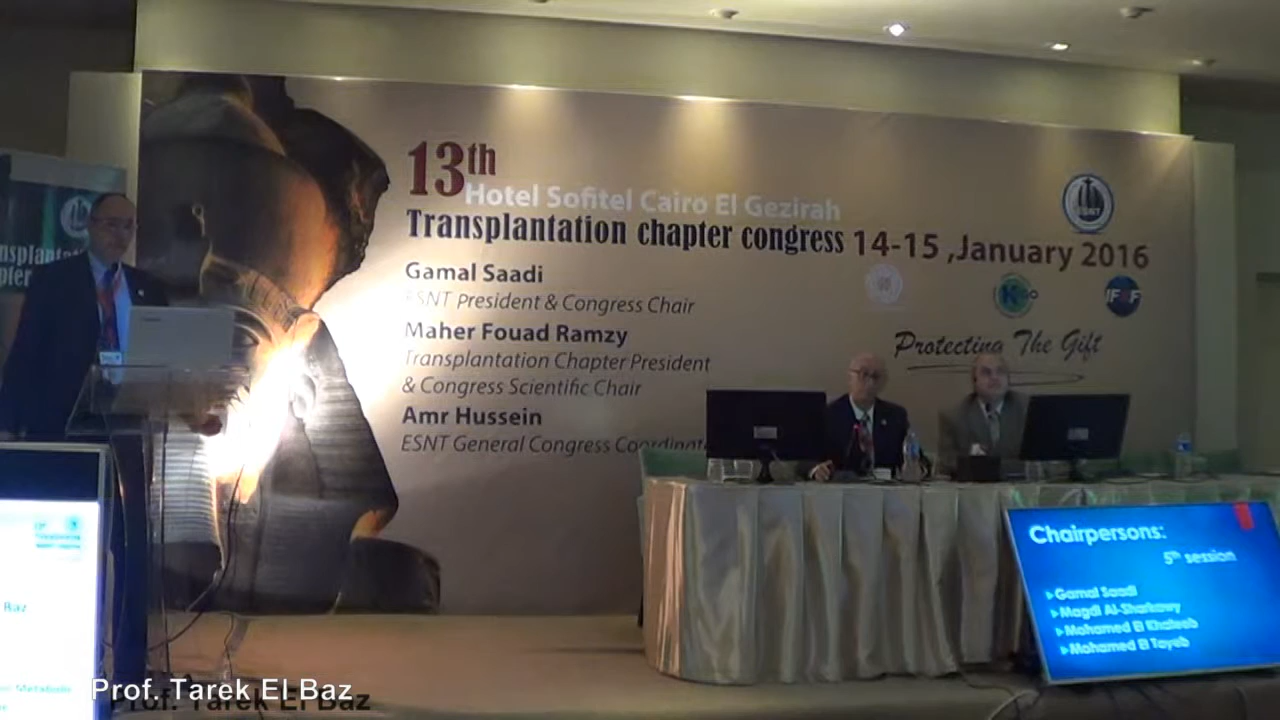 13th
Hotel Sofitel Cairo El Gezirah
Transplantation chapter congress 14-15 ,January 2016
Gamal Saadi
ESNT President & Congress Chair
Maher Fouad Ramzy
Transplantation Chapter President
& Congress Scientific Chair
Amr Hussein
ESNT General Congress
ESNT
Protecting The Gift
Chairpersons:
5th session
Gamal Saadi
Magdi Al-Sharkawy
Mohamed El Khateeb
Mohamed El Tayeb
Baz
Prof. Tarek El Baz